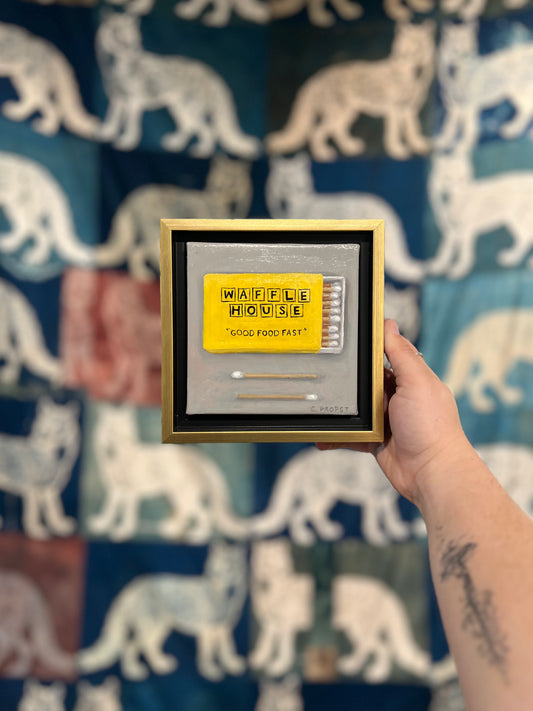 WAFFLE
HOUSE
"GOOD FOOD FAST"
C. PROPST